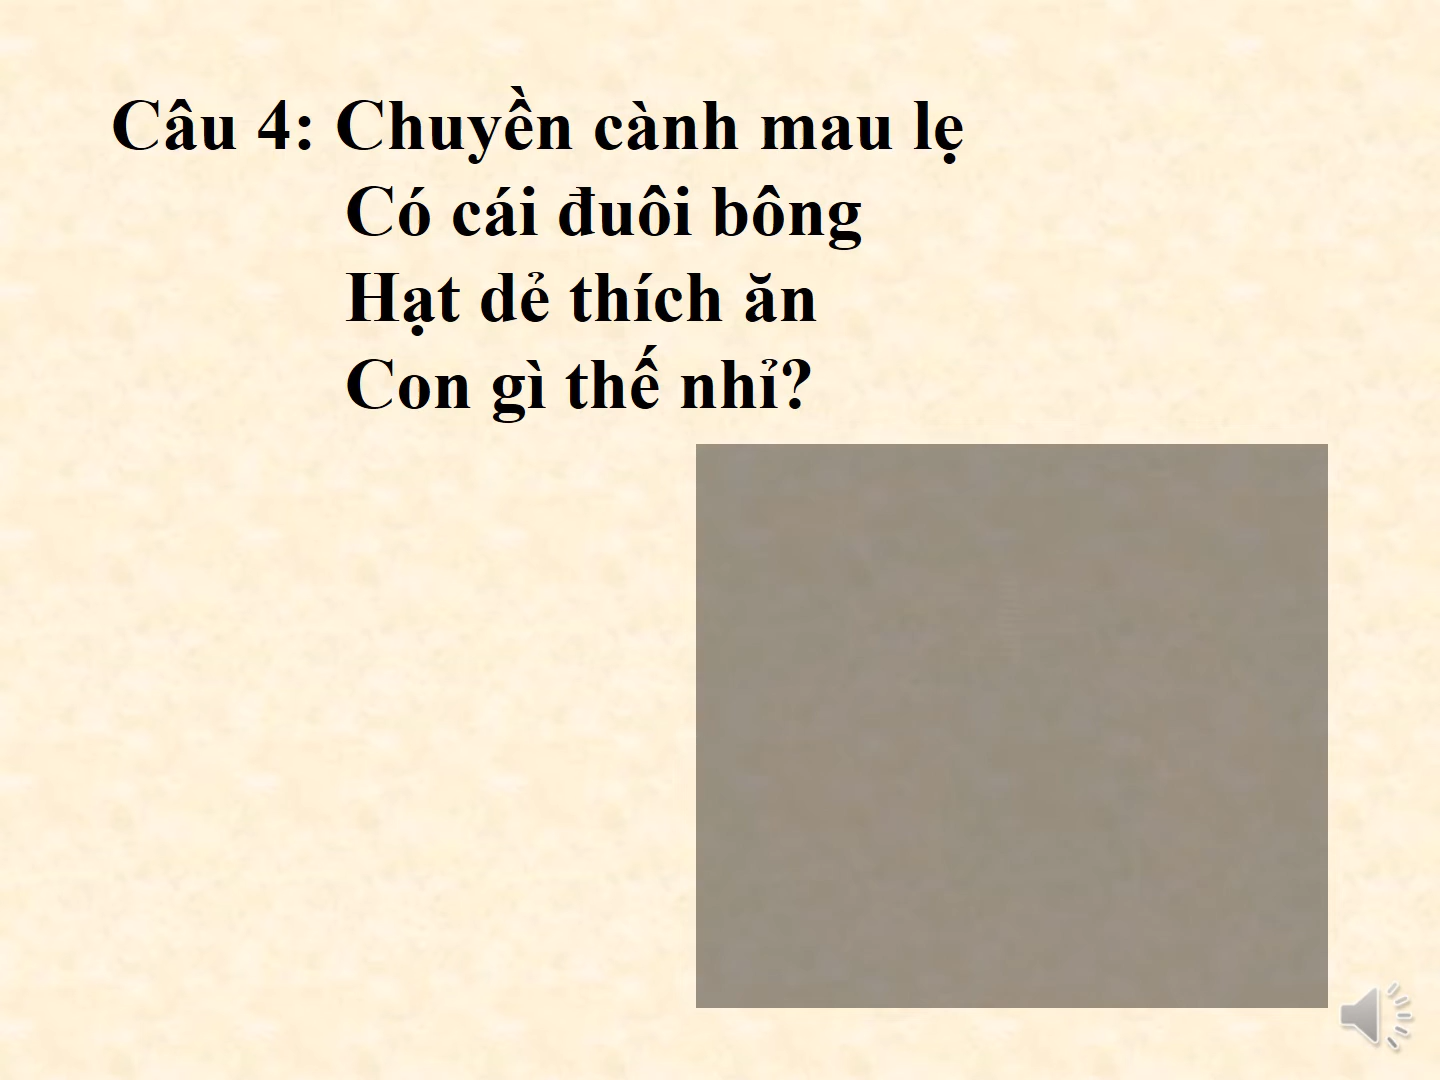 Câu 4: Chuyền cành mau lẹ
Có cái đuôi bông
Hạt dẻ thích ăn
Con gì thế nhỉ?